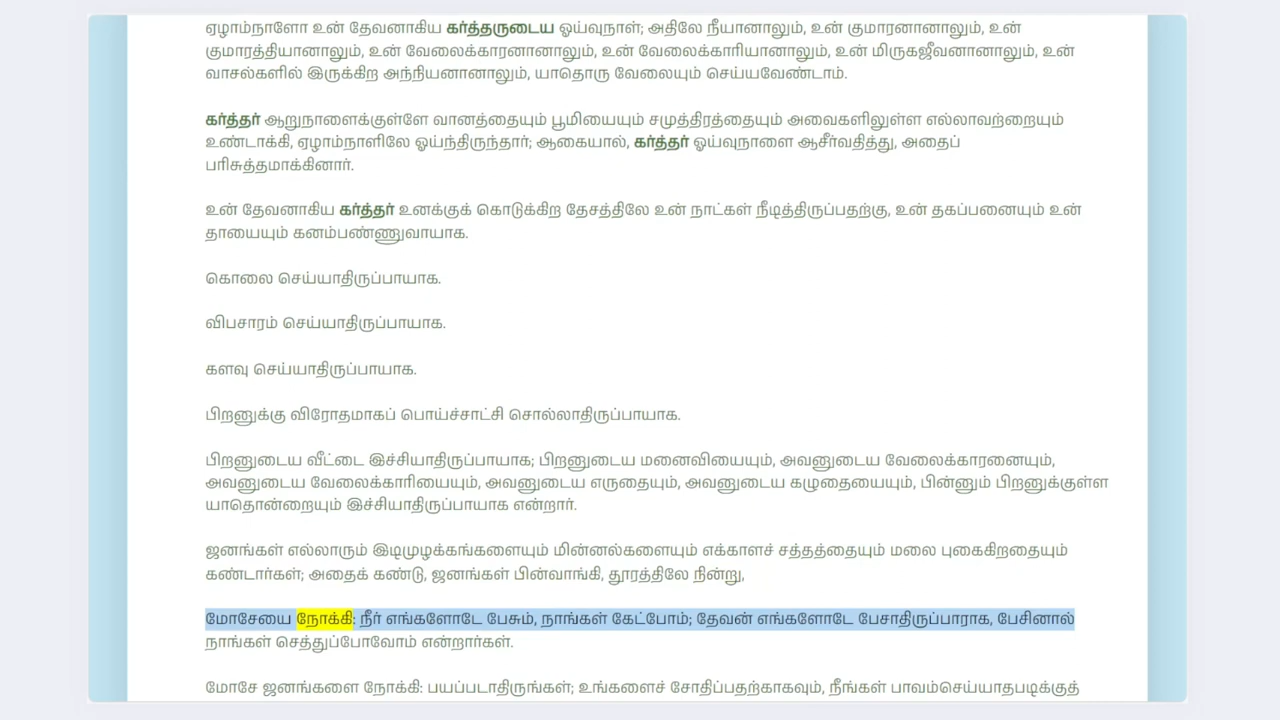 ஏழாம்நாளோ உன் தேவனாகிய கர்த்தருடைய ஓய்வுநாள்; அதிலே நீயானாலும், உன் குமாரனானாலும், உன்
குமாரத்தியானாலும், உன் வேலைக்காரனானாலும், உன் வேலைக்காரியானாலும், உன் மிருகஜீவனானாலும், உன்
வாசல்களில் இருக்கிற அந்நியனானாலும், யாதொரு வேலையும் செய்யவேண்டாம்.
கர்த்தர் ஆறுநாளைக்குள்ளே வானத்தையும் பூமியையும் சமுத்திரத்தையும் அவைகளிலுள்ள எல்லாவற்றையும்
உண்டாக்கி, ஏழாம்நாளிலே ஓய்ந்திருந்தார்; ஆகையால், கர்த்தர் ஓய்வுநாளை ஆசீர்வதித்து, அதைப்
பரிசுத்தமாக்கினார்.
உன் தேவனாகிய கர்த்தர் உனக்குக் கொடுக்கிற தேசத்திலே உன் நாட்கள் நீடித்திருப்பதற்கு, உன் தகப்பனையும் உன்
தாயையும் கனம்பண்ணுவாயாக.
கொலை செய்யாதிருப்பாயாக.
விபசாரம் செய்யாதிருப்பாயாக.
களவு செய்யாதிருப்பாயாக.
பிறனுக்கு விரோதமாகப் பொய்ச்சாட்சி சொல்லாதிருப்பாயாக.
பிறனுடைய வீட்டை இச்சியாதிருப்பாயாக; பிறனுடைய மனைவியையும், அவனுடைய வேலைக்காரனையும்,
அவனுடைய வேலைக்காரியையும், அவனுடைய எருதையும், அவனுடைய கழுதையையும், பின்னும் பிறனுக்குள்ள
யாதொன்றையும் இச்சியாதிருப்பாயாக என்றார்.
ஜனங்கள் எல்லாரும் இடிமுழக்கங்களையும் மின்னல்களையும் எக்காளச் சத்தத்தையும் மலை புகைகிறதையும்
கண்டார்கள்; அதைக் கண்டு, ஜனங்கள் பின்வாங்கி, தூரத்திலே நின்று,
மோசேயை நோக்கி: நீர் எங்களோடே பேசும், நாங்கள் கேட்போம்; தேவன் எங்களோடே பேசாதிருப்பாராக, பேசினால்
நாங்கள் செத்துப்போவோம் என்றார்கள்.
மோசே ஜனங்களை நோக்கி: பயப்படாதிருங்கள்; உங்களைச் சோதிப்பதற்காகவும், நீங்கள் பாவம்செய்யாதபடிக்குத்